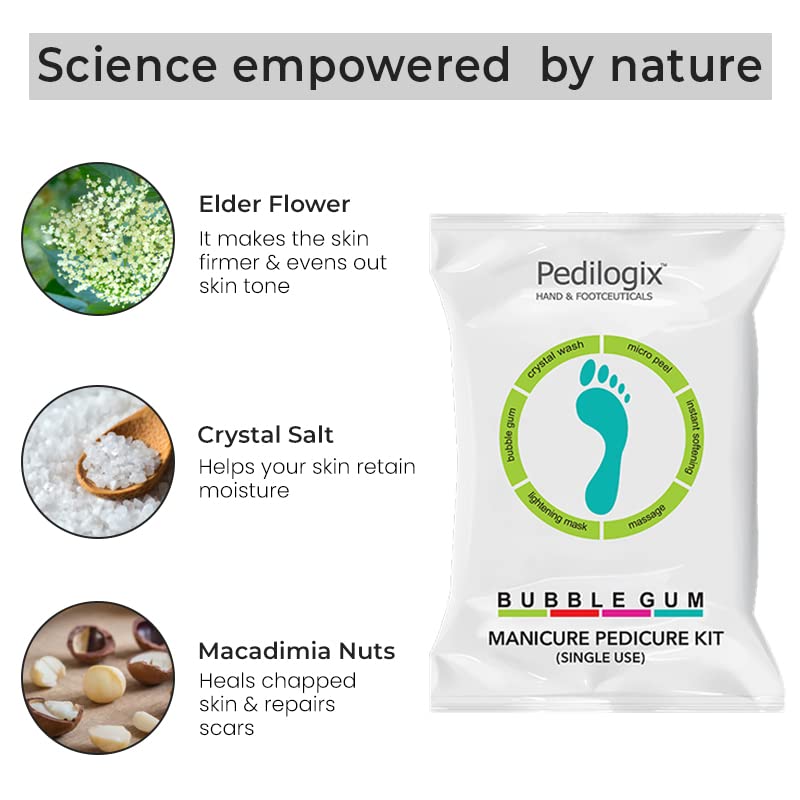 Science empowered by nature
Elder Flower
It makes the skin
firmer & evens out
skin tone
Crystal Salt
Helps your skin retain
moisture
Macadimia Nuts
Heals chapped
skin & repairs
scars
Pedilogix™
HAND & FOOTCEUTICALS
crystal wash
micro peel
instant softening
massage
lightening mask
bubble gum
BUBBLE GUM
MANICURE PEDICURE KIT
(SINGLE USE)